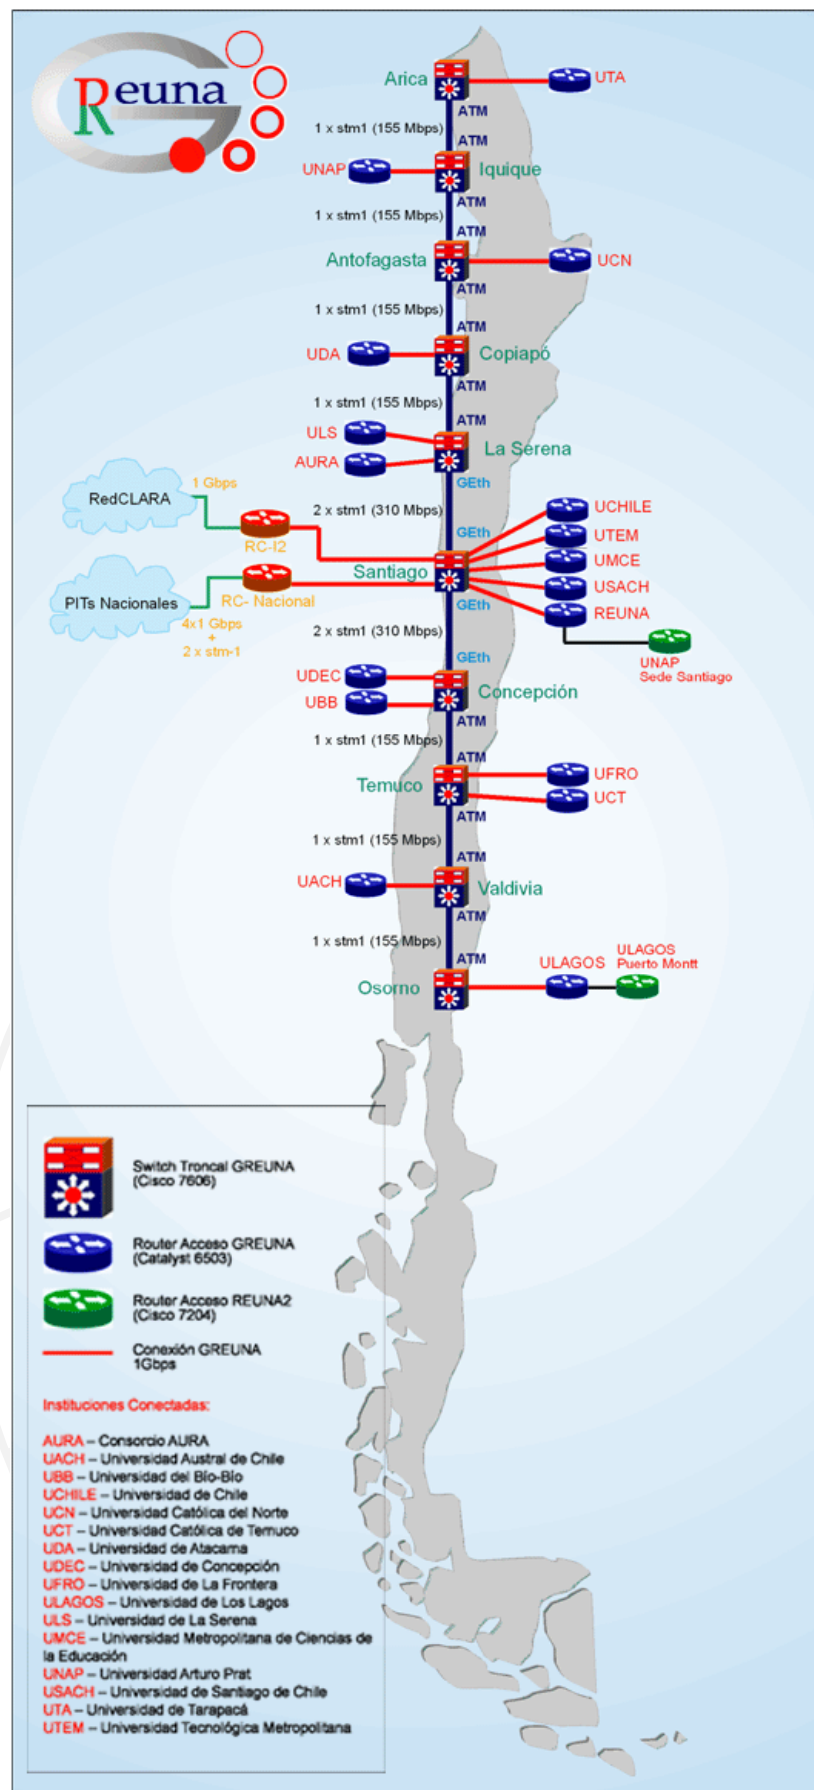 Reuna
Arica
UTA
ATM
1 x stm1 (155 Mbps)
ATM
UNAP
Iquique
ATM
1 x stm1 (155 Mbps)
ATM
Antofagasta
UCN
ATM
1 x stm1 (155 Mbps)
ATM
UDA
Copiapó
ATM
1 x stm1 (155 Mbps)
ATM
ULS
La Serena
AURA
GEth
RedCLARA
1 Gbps
2 x stm1 (310 Mbps)
GEth
RC-I2
UCHILE
UTEM
UMCE
Santiago
USACH
PITs Nacionales
RC- Nacional
GEth
REUNA
4x1 Gbps
+
2 x stm-1
2 x stm1 (310 Mbps)
GEth
UNAP
Sede Santiago
UDEC
Concepción
UBB
ATM
1 x stm1 (155 Mbps)
ATM
Temuco
UFRO
UCT
ATM
1 x stm1 (155 Mbps)
ATM
UACH
Valdivia
ATM
1 x stm1 (155 Mbps)
ATM
Osorno
ULAGOS
ULAGOS
Puerto Montt
Switch Troncal GREUNA
(Cisco 7606)
Router Acceso GREUNA
(Catalyst 6503)
Router Acceso REUNA2
(Cisco 7204)
Conexión GREUNA
1Gbps
Instituciones Conectadas:
AURA – Consorcio AURA
UACH – Universidad Austral de Chile
UBB – Universidad del Bío-Bío
UCHILE – Universidad de Chile
UCN – Universidad Católica del Norte
UCT – Universidad Católica de Temuco
UDA – Universidad de Atacama
UDEC – Universidad de Concepción
UFRO – Universidad de La Frontera
ULAGOS – Universidad de Los Lagos
ULS – Universidad de La Serena
UMCE – Universidad Metropolitana de Ciencias de
la Educación
UNAP – Universidad Arturo Prat
USACH – Universidad de Santiago de Chile
UTA – Universidad de Tarapacá
UTEM – Universidad Tecnológica Metropolitana